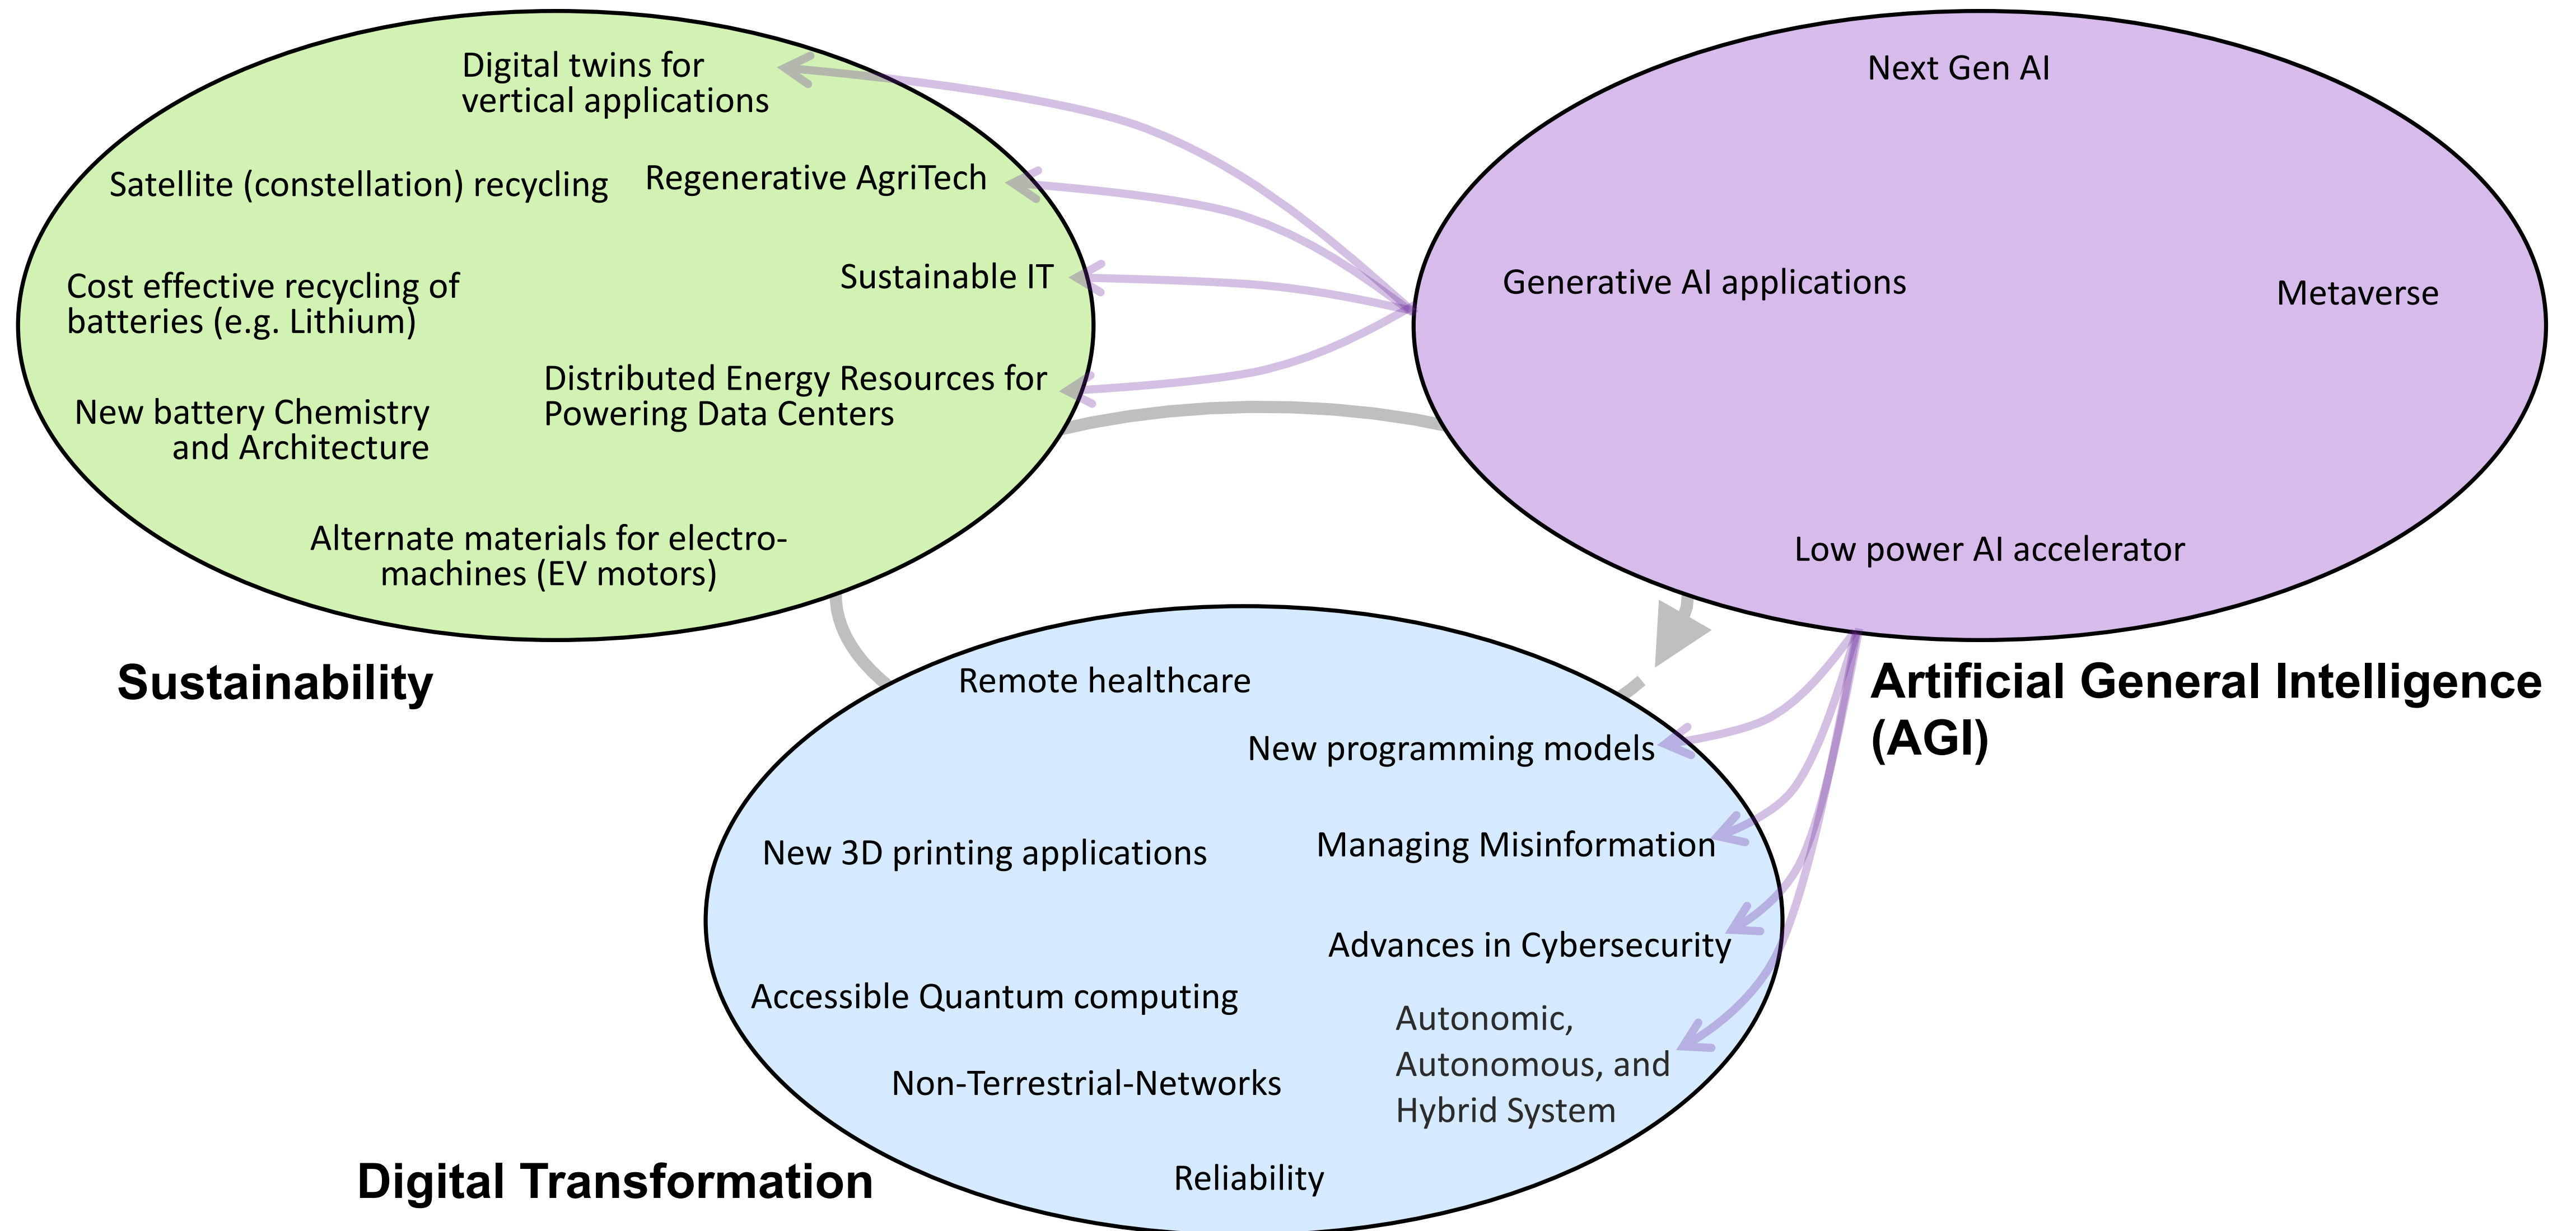 Digital twins for
vertical applications
Satellite (constellation) recycling
Regenerative AgriTech
Sustainable IT
Cost effective recycling of
batteries (e.g. Lithium)
Distributed Energy Resources for
Powering Data Centers
New battery Chemistry
and Architecture
Alternate materials for electro-
machines (EV motors)
Sustainability
Next Gen AI
Generative AI applications
Metaverse
Low power AI accelerator
Artificial General Intelligence
(AGI)
Remote healthcare
New programming models
New 3D printing applications
Managing Misinformation
Advances in Cybersecurity
Accessible Quantum computing
Autonomic,
Autonomous, and
Hybrid System
Non-Terrestrial-Networks
Reliability
Digital Transformation